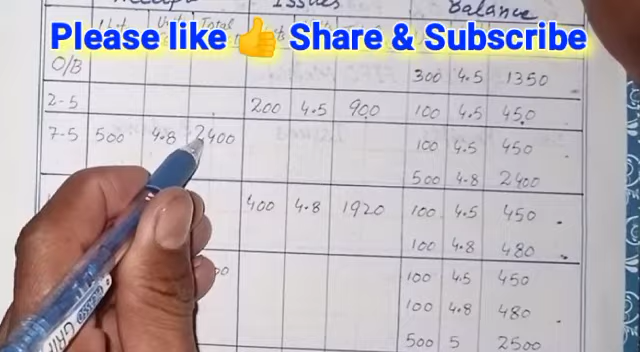 Issues Balance
Unit Total
Please like 👍 Share & Subscribe
O/B 300 4.5 1350
2-5 200 4.5 900 100 4.5 450
7-5 500 4.8 2400 100 4.5 450
500 4.8 2400
400 4.8 1920 100 4.5 450
100 4.8 480
100 4.5 450
100 4.8 480
500 5 2500